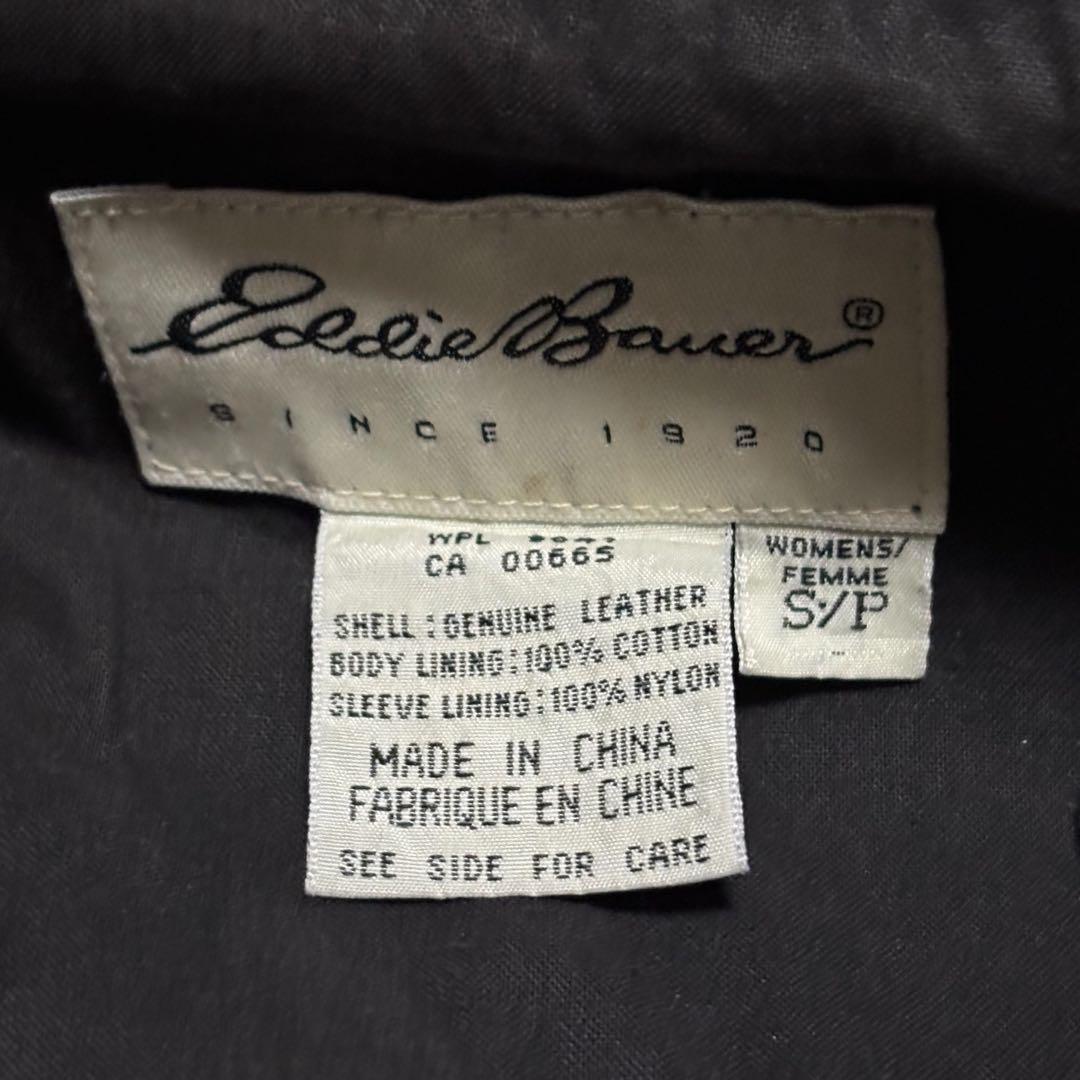 Eddie Bauer®
SINCE 1920
WPL
CA 00665
SHELL: GENUINE LEATHER
BODY LINING: 100% COTTON
SLEEVE LINING: 100% NYLON
MADE IN CHINA
FABRIQUE EN CHINE
SEE SIDE FOR CARE
WOMENS/
FEMME
S/P